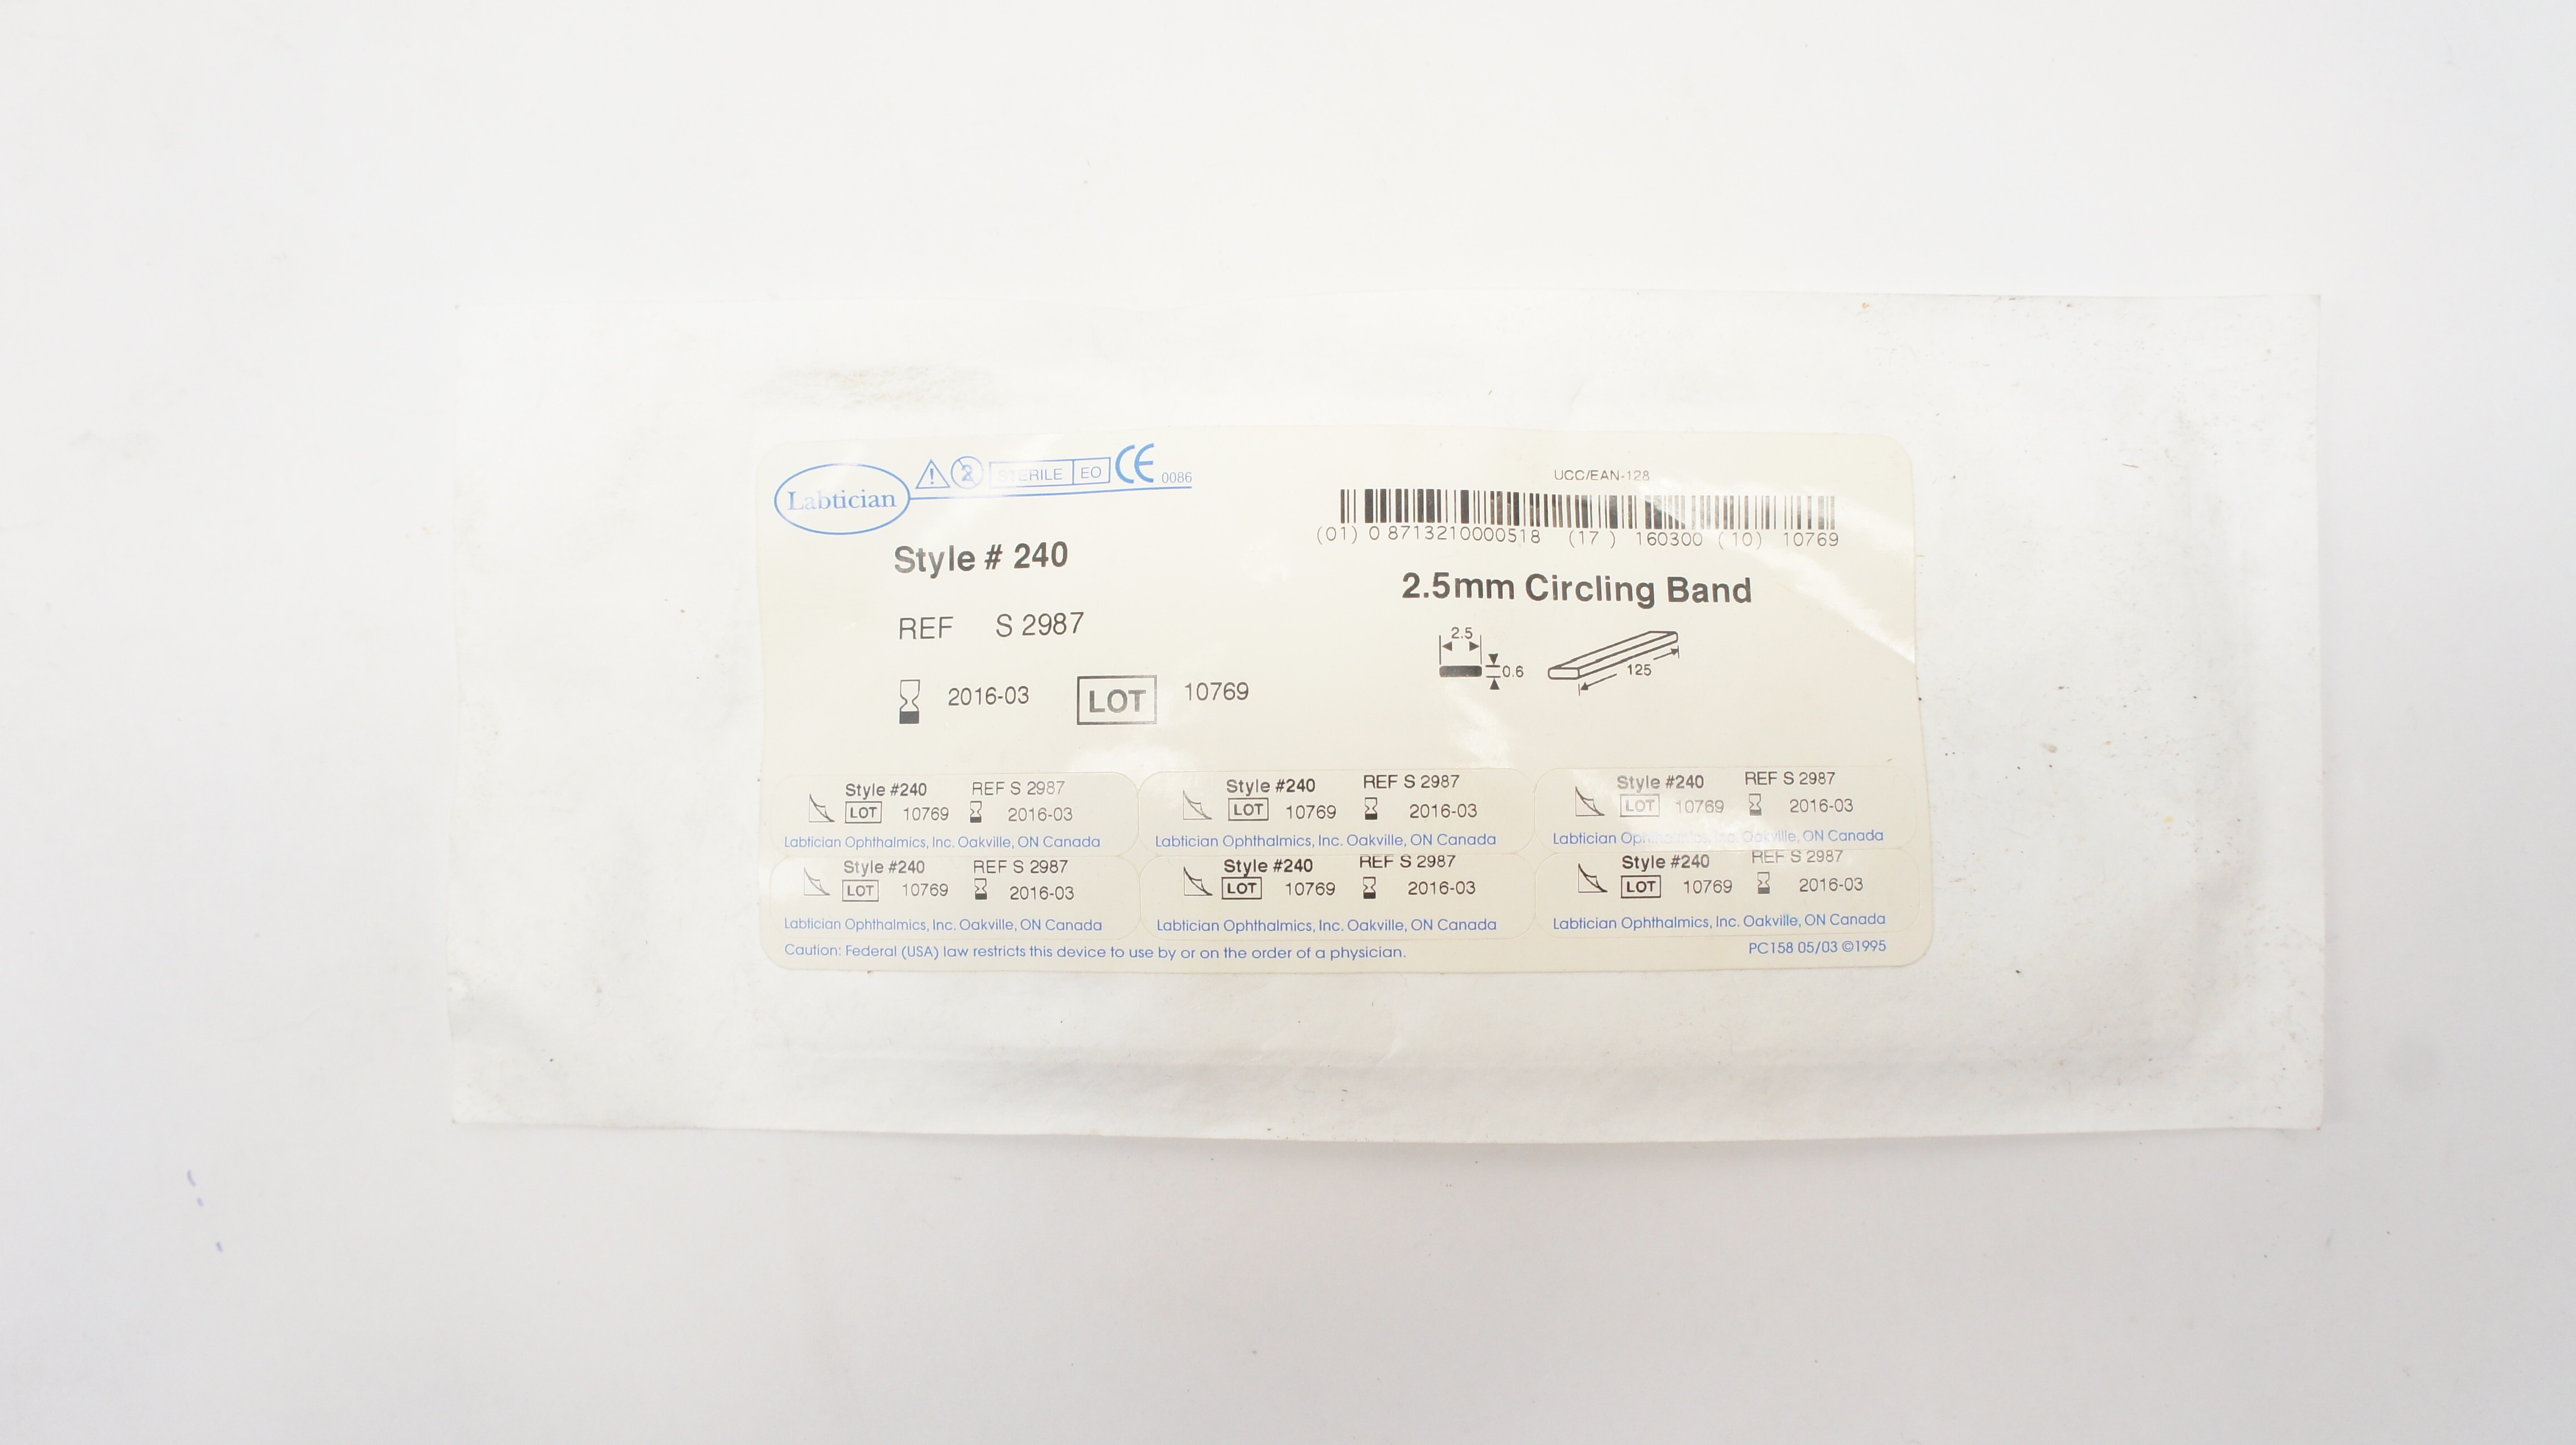 Labtician
STERILE EO CE 0086
UCC/EAN-128
(01) 0 8713210000518 (17 ) 160300 (10) 10769
Style # 240
2.5mm Circling Band
REF S 2987
2.5
0.6
125
2016-03 LOT 10769
Style #240 REF S 2987
LOT 10769 2016-03
Labtician Ophthalmics, Inc. Oakville, ON Canada
Style #240 REF S 2987
LOT 10769 2016-03
Labtician Ophthalmics, Inc. Oakville, ON Canada
Style #240 REF S 2987
LOT 10769 2016-03
Labtician Ophthalmics, Inc. Oakville, ON Canada
Style #240 REF S 2987
LOT 10769 2016-03
Labtician Ophthalmics, Inc. Oakville, ON Canada
Style #240 REF S 2987
LOT 10769 2016-03
Labtician Ophthalmics, Inc. Oakville, ON Canada
Style #240 REF S 2987
LOT 10769 2016-03
Labtician Ophthalmics, Inc. Oakville, ON Canada
Caution: Federal (USA) law restricts this device to use by or on the order of a physician.
PC158 05/03 ©1995